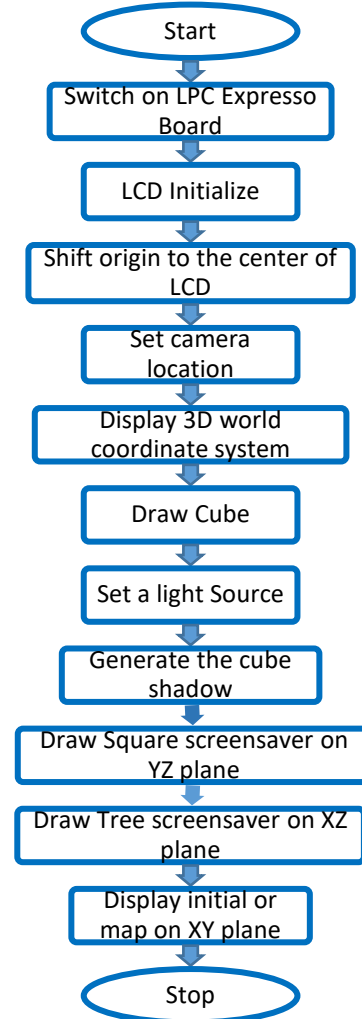 Start
Switch on LPC Expresso
Board
LCD Initialize
Shift origin to the center of
LCD
Set camera
location
Display 3D world
coordinate system
Draw Cube
Set a light Source
Generate the cube
shadow
Draw Square screensaver on
YZ plane
Draw Tree screensaver on XZ
plane
Display initial or
map on XY plane
Stop